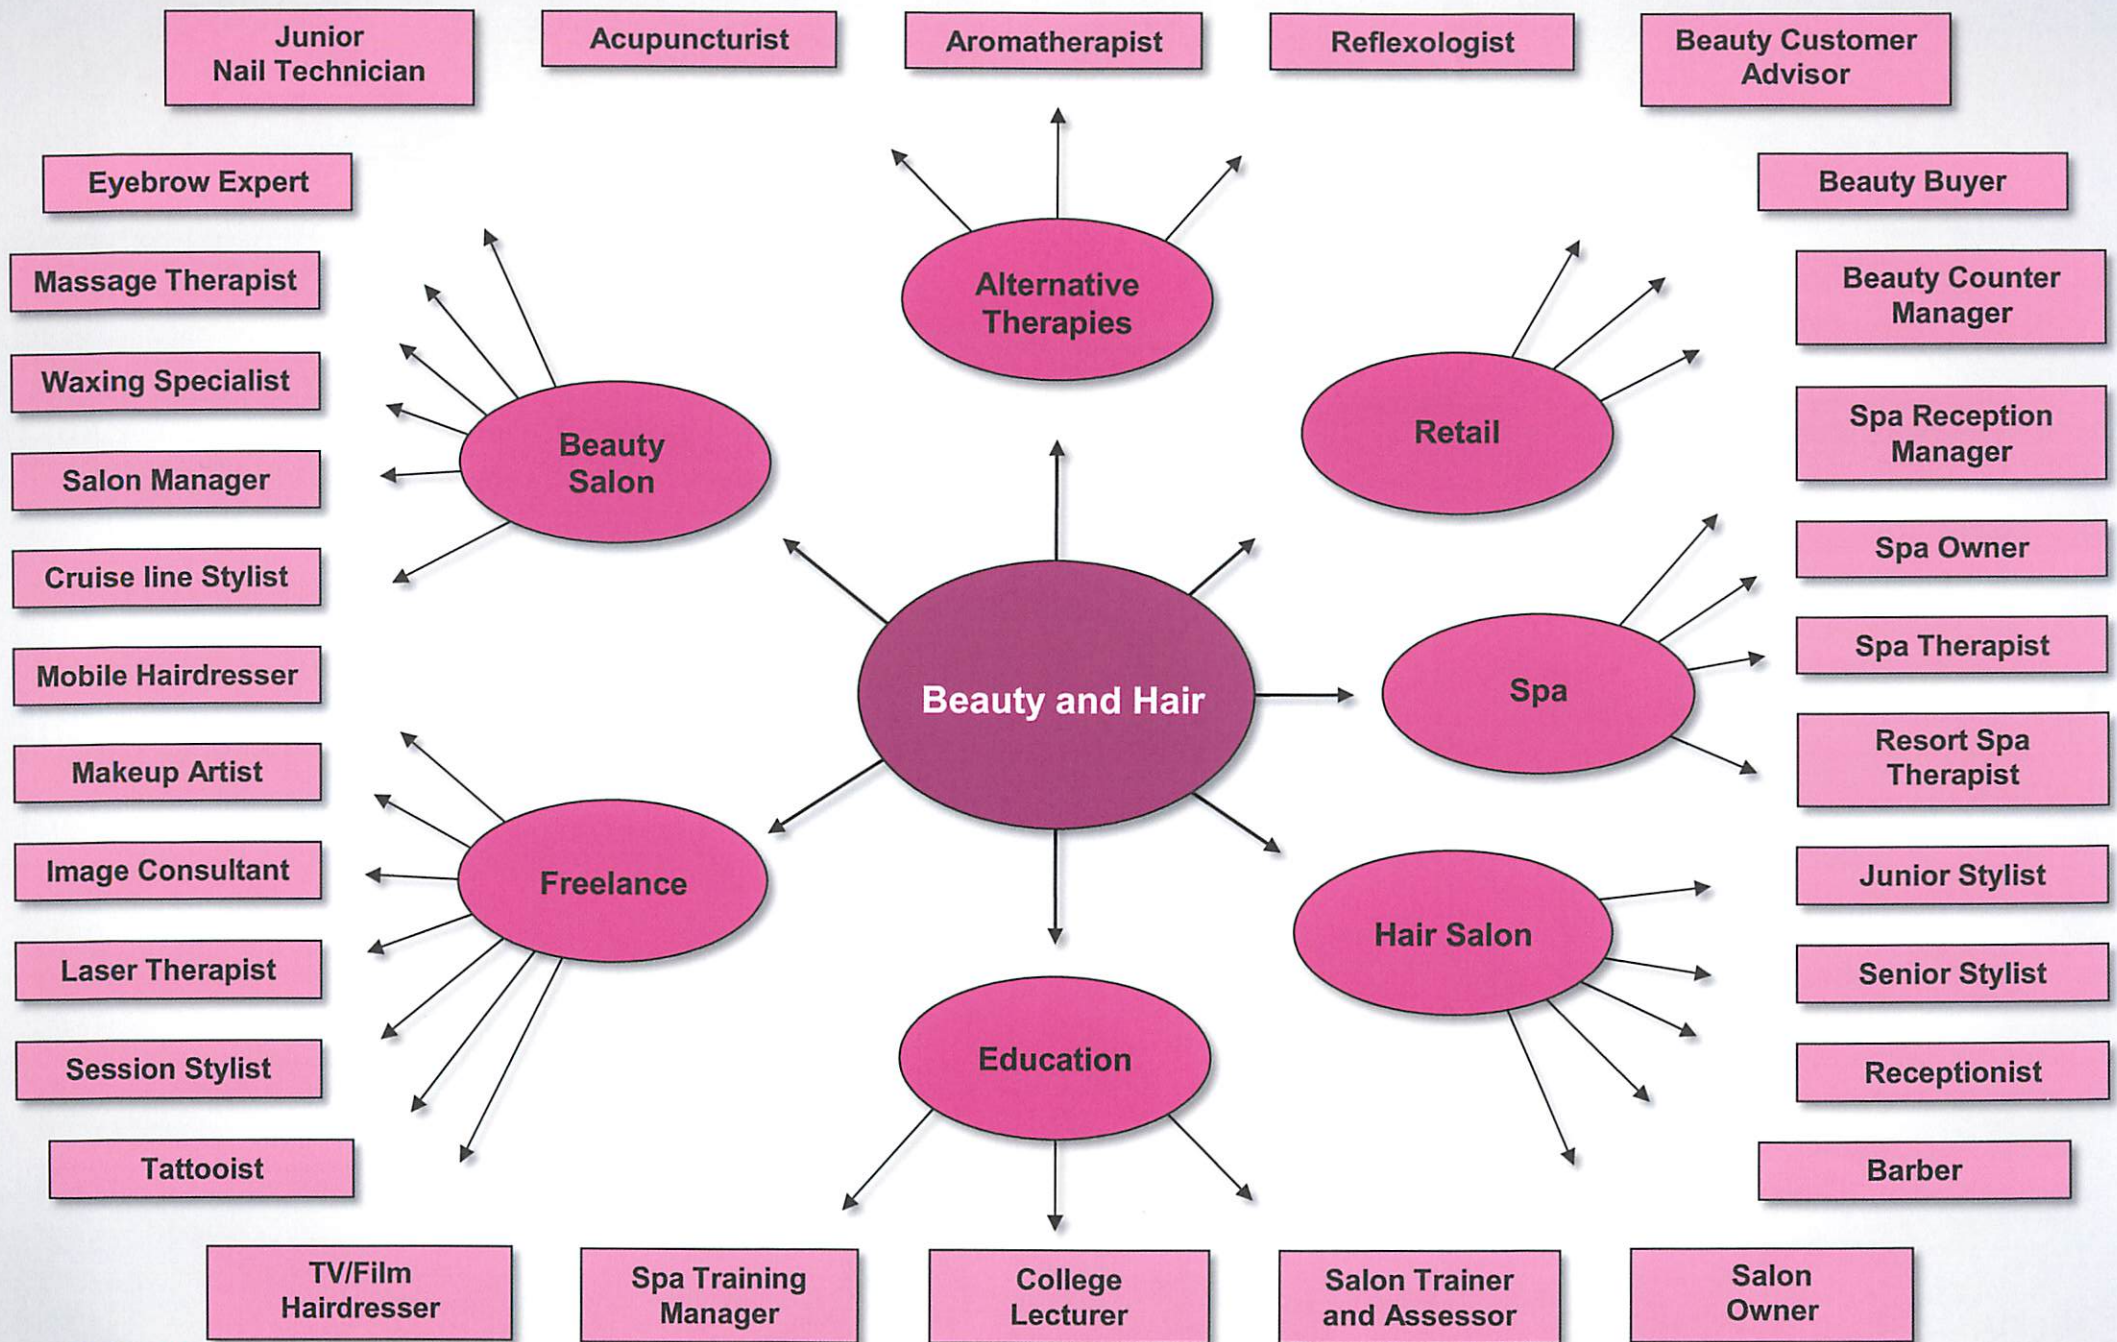 Junior
Nail Technician
Acupuncturist
Aromatherapist
Reflexologist
Beauty Customer
Advisor
Eyebrow Expert
Beauty Buyer
Massage Therapist
Alternative
Therapies
Beauty Counter
Manager
Waxing Specialist
Beauty
Salon
Retail
Spa Reception
Manager
Salon Manager
Spa Owner
Cruise line Stylist
Spa Therapist
Mobile Hairdresser
Beauty and Hair
Spa
Resort Spa
Therapist
Makeup Artist
Image Consultant
Freelance
Junior Stylist
Hair Salon
Laser Therapist
Senior Stylist
Session Stylist
Education
Receptionist
Tattooist
Barber
TV/Film
Hairdresser
Spa Training
Manager
College
Lecturer
Salon Trainer
and Assessor
Salon
Owner